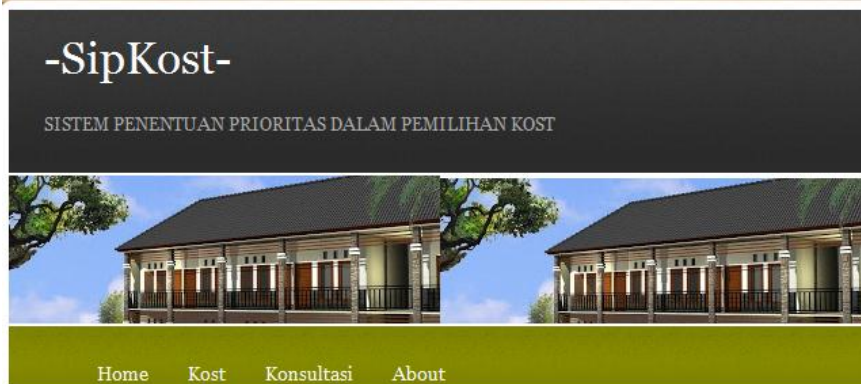 -SipKost-
SISTEM PENENTUAN PRIORITAS DALAM PEMILIHAN KOST
Home Kost Konsultasi About